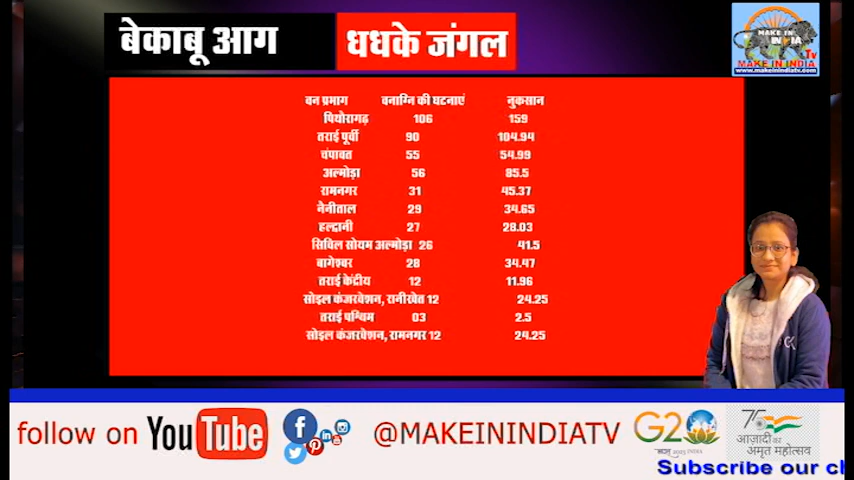 बेकाबू आग
धधके जंगल
MAKE IN
INDIA
Tv
MAKE IN INDIA
www.makeinindiatv.com
वन प्रभाग वनाग्नि की घटनाएं नुकसान
पिथौरागढ़ 106 159
तराई पूर्वी 90 104.94
चंपावत 55 54.99
अल्मोड़ा 56 85.5
रामनगर 31 45.37
नैनीताल 29 34.65
हल्द्वानी 27 28.03
सिविल सोयम अल्मोड़ा 26 41.5
बागेश्वर 28 34.47
तराई केंद्रीय 12 11.96
सोइल कंजरवेशन, रानीखेत 12 24.25
तराई पश्चिम 03 2.5
सोइल कंजरवेशन, रामनगर 12 24.25
follow on YouTube @MAKEININDIATV G20
75
आज़ादी का
अमृत महोत्सव
Subscribe our ch